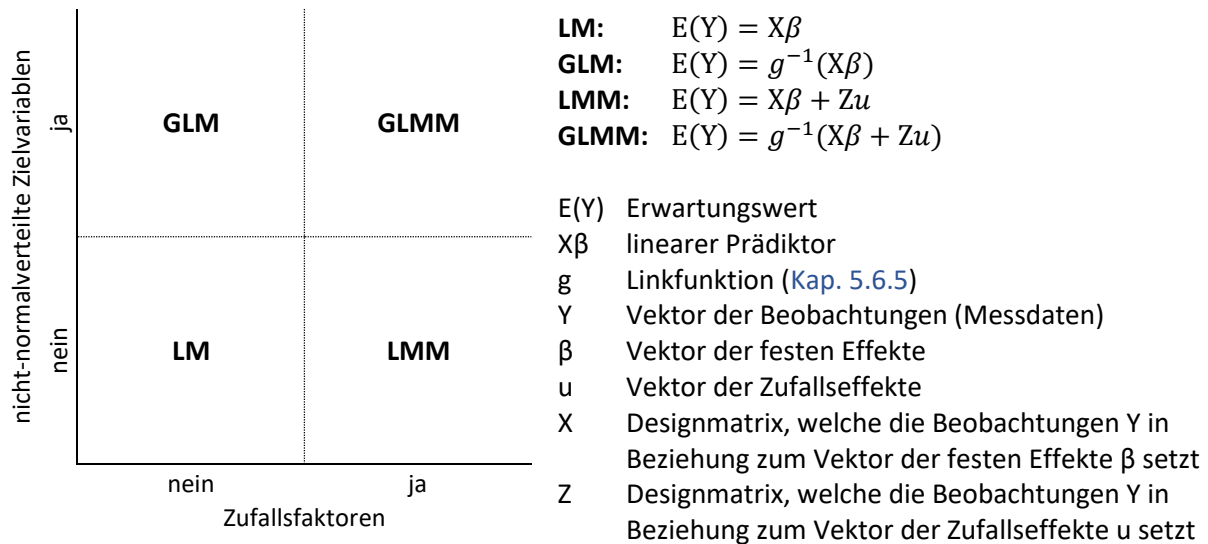 nicht-normalverteilte Zielvariablen
ja
nein
GLM
GLMM
LM
LMM
nein
ja
Zufallsfaktoren
LM: E(Y) = Xβ
GLM: E(Y) = g⁻¹(Xβ)
LMM: E(Y) = Xβ + Zu
GLMM: E(Y) = g⁻¹(Xβ + Zu)
E(Y) Erwartungswert
Xβ linearer Prädiktor
g Linkfunktion (Kap. 5.6.5)
Y Vektor der Beobachtungen (Messdaten)
β Vektor der festen Effekte
u Vektor der Zufallseffekte
X Designmatrix, welche die Beobachtungen Y in
Beziehung zum Vektor der festen Effekte β setzt
Z Designmatrix, welche die Beobachtungen Y in
Beziehung zum Vektor der Zufallseffekte u setzt